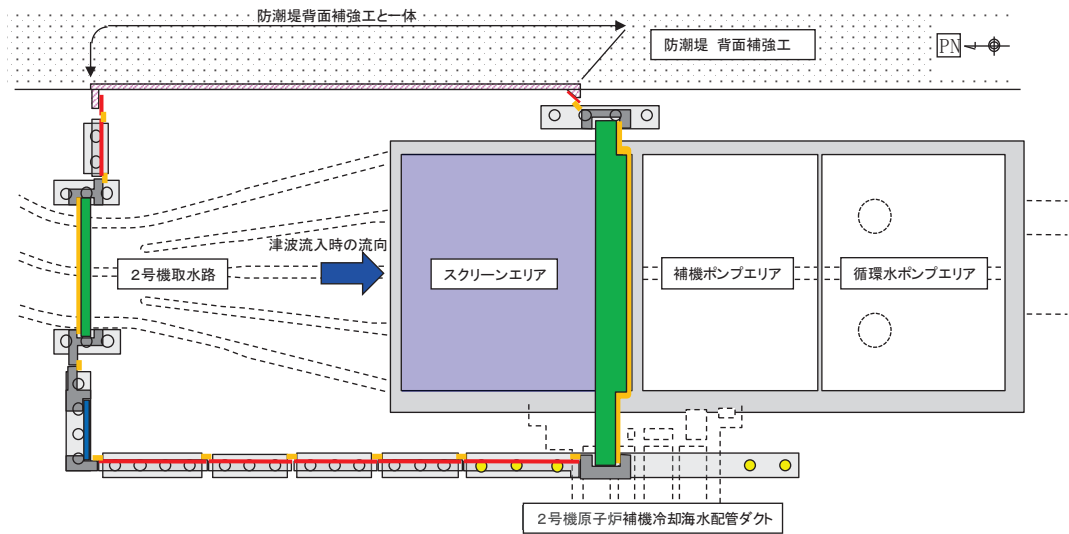 防潮堤背面補強工と一体
防潮堤 背面補強工
PN
津波流入時の流向
2号機取水路
スクリーンエリア
補機ポンプエリア
循環水ポンプエリア
2号機原子炉補機冷却海水配管ダクト